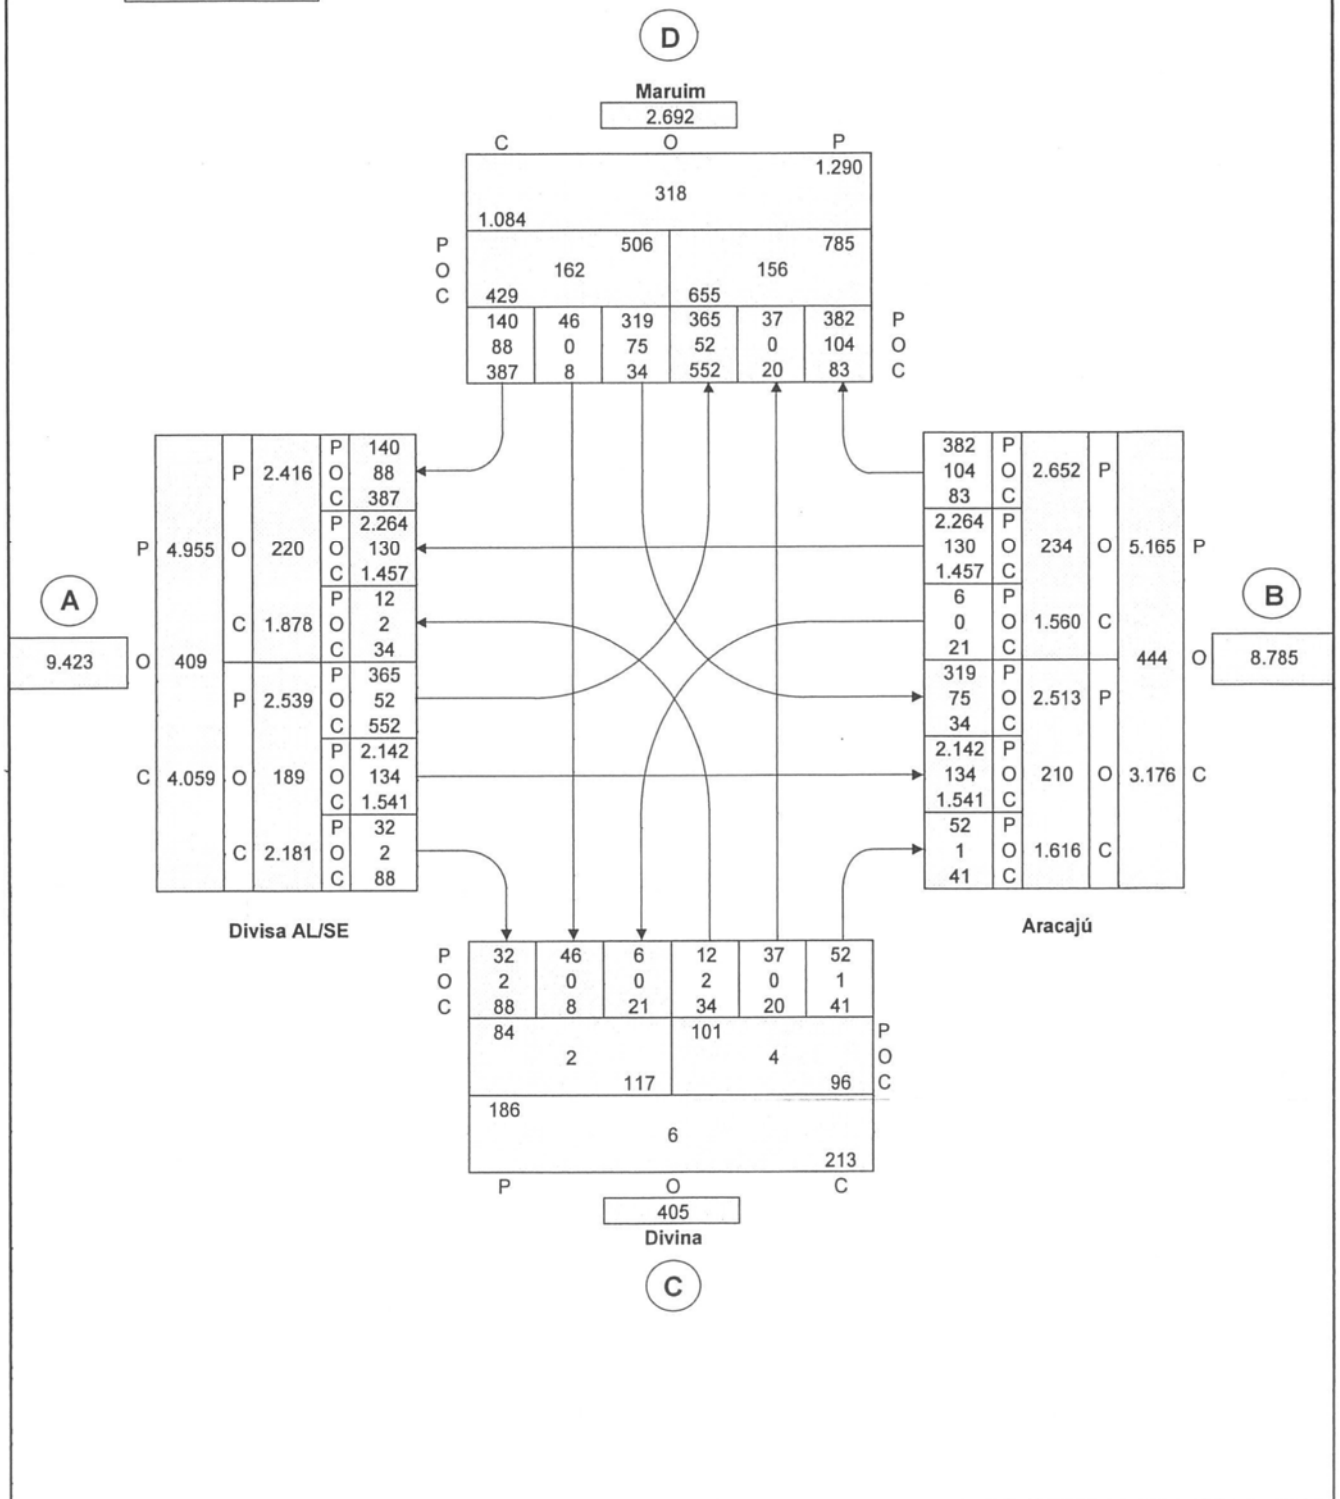 D
Maruim
2.692
C O P
1.290
318
1.084
P 506 785
O 162 156
C 429 655
140 46 319 365 37 382 P
88 0 75 52 0 104 O
387 8 34 552 20 83 C
P 140
P 2.416 O 88
C 387
P 2.264
P 4.955 O 220 O 130
C 1.457
P 12
C 1.878 O 2
C 34
A
9.423 O 409
P 365
P 2.539 O 52
C 552
P 2.142
C 4.059 O 189 O 134
C 1.541
P 32
C 2.181 O 2
C 88
Divisa AL/SE
382 P
104 O 2.652 P
83 C
2.264 P
130 O 234 O 5.165 P
1.457 C
6 P
0 O 1.560 C
21 C
B
444 O 8.785
319 P
75 O 2.513 P
34 C
2.142 P
134 O 210 O 3.176 C
1.541 C
52 P
1 O 1.616 C
41 C
Aracajú
P 32 46 6 12 37 52
O 2 0 0 2 0 1
C 88 8 21 34 20 41
84 101 P
2 4 O
117 96 C
186
6
213
P O C
405
Divina
C